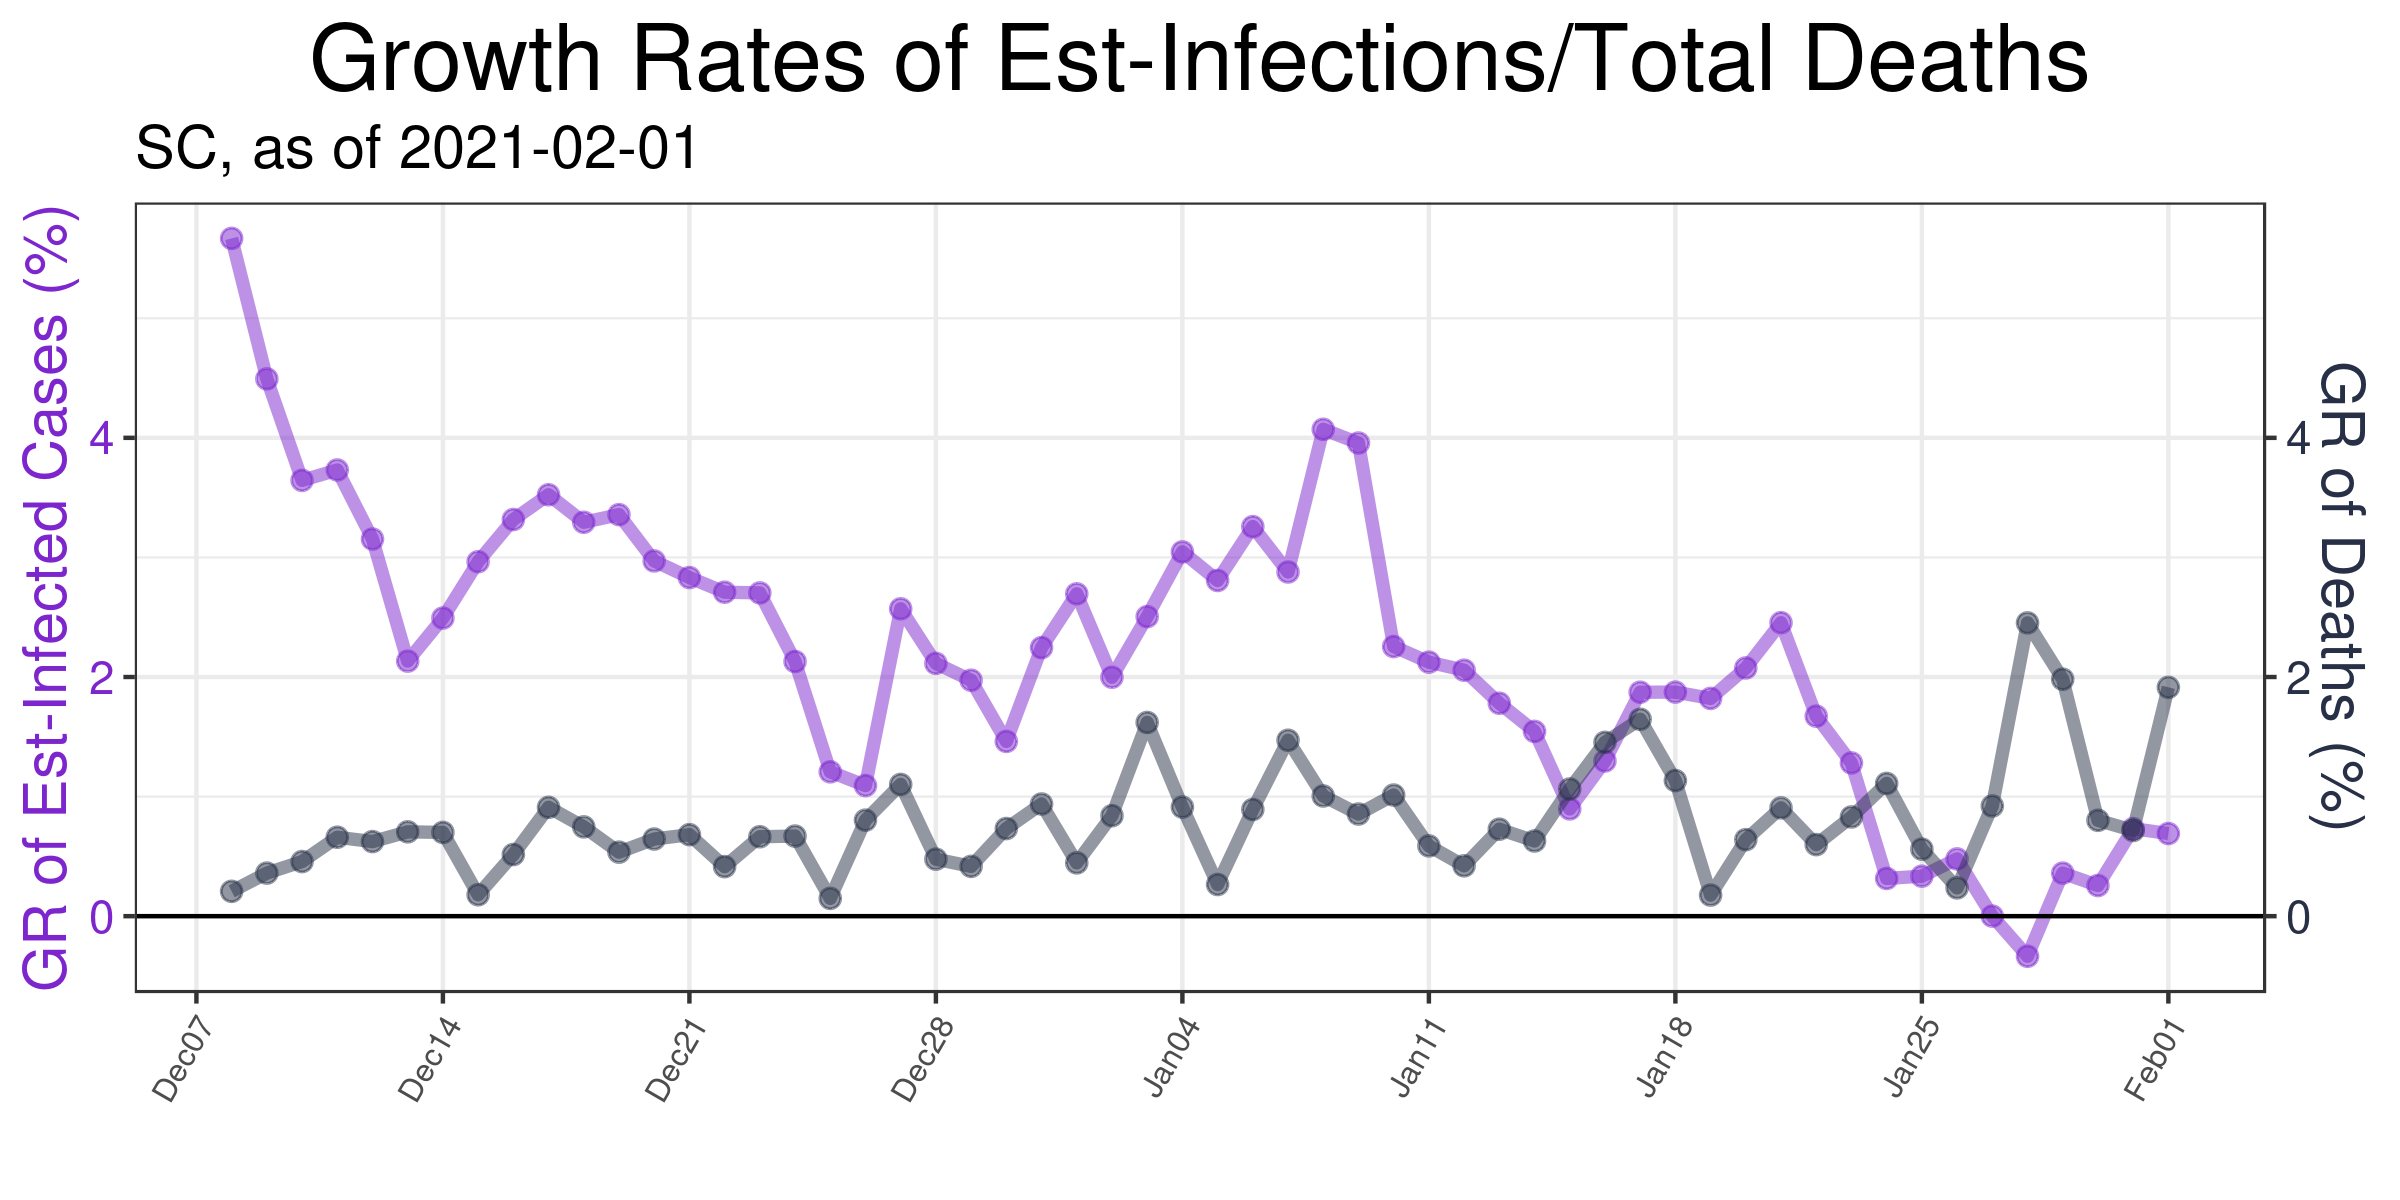 Growth Rates of Est-Infections/Total Deaths
SC, as of 2021-02-01
GR of Est-Infected Cases (%)
4
2
0
4
2
0
GR of Deaths (%)
Dec07
Dec14
Dec21
Dec28
Jan04
Jan11
Jan18
Jan25
Feb01